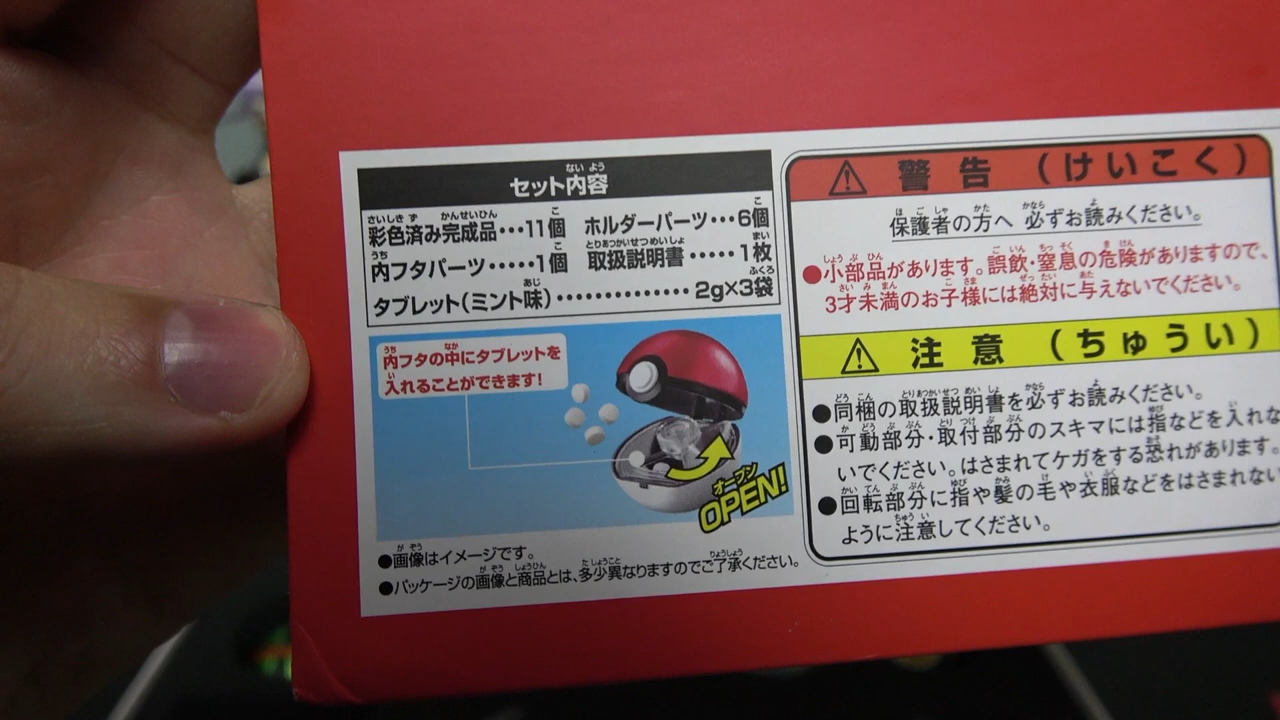 セット内容
彩色済み完成品・・・11個 ホルダーパーツ・・・6個
内フタパーツ・・・・・1個 取扱説明書・・・・・1枚
タブレット(ミント味)・・・・・・・・・・・・・・2g×3袋
内フタの中にタブレットを
入れることができます!
オープン
OPEN!
●画像はイメージです。
●パッケージの画像と商品とは、多少異なりますのでご了承ください。
警告(けいこく)
保護者の方へ 必ずお読みください。
●小部品があります。誤飲・窒息の危険がありますので、
3才未満のお子様には絶対に与えないでください。
注意(ちゅうい)
●同梱の取扱説明書を必ずお読みください。
●可動部分・取付部分のスキマには指などを入れな
いでください。はさまれてケガをする恐れがあります。
●回転部分に指や髪の毛や衣服などをはさまれない
ように注意してください。